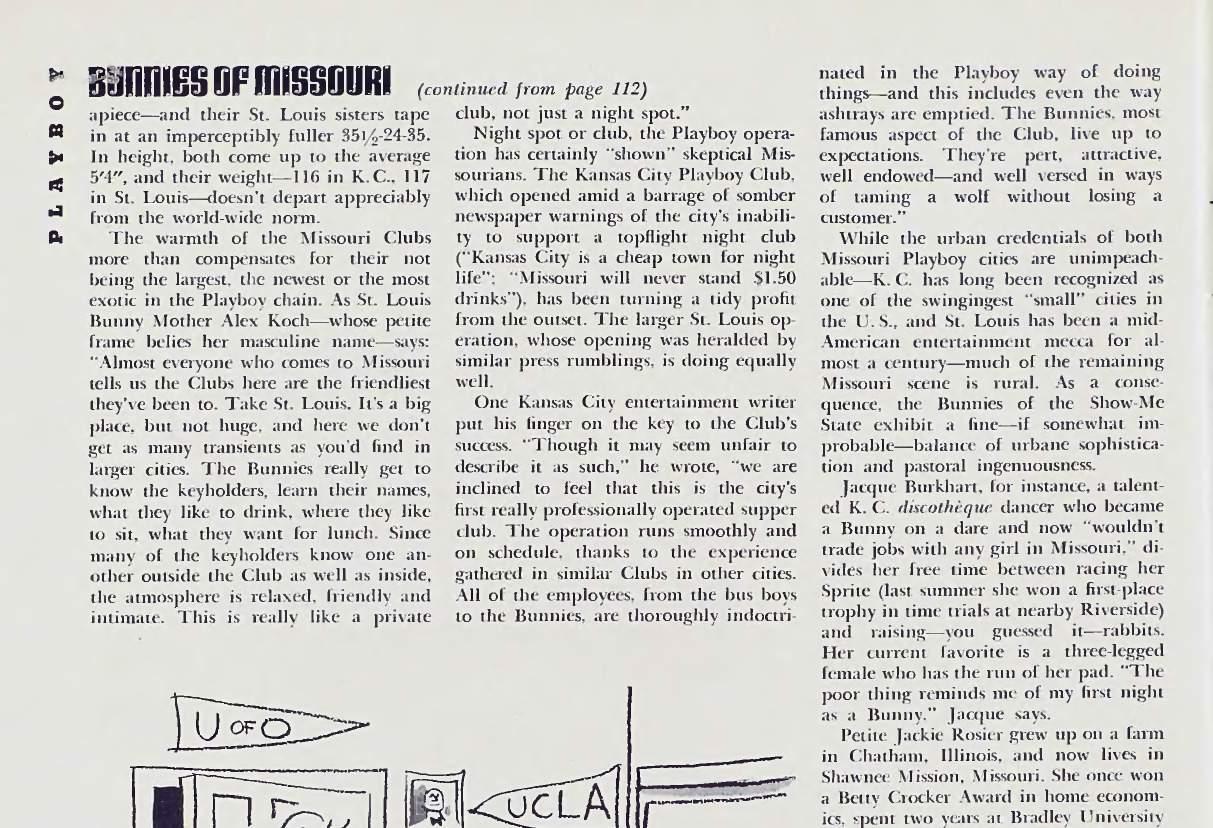 PLAYBOY
BUNNIES OF MISSOURI (continued from page 112)
apiece—and their St. Louis sisters tape
in at an imperceptibly fuller 35½-24-35.
In height, both come up to the average
5'4", and their weight—116 in K. C., 117
in St. Louis—doesn't depart appreciably
from the world-wide norm.
The warmth of the Missouri Clubs
more than compensates for their not
being the largest, the newest or the most
exotic in the Playboy chain. As St. Louis
Bunny Mother Alex Koch—whose petite
frame belies her masculine name—says:
"Almost everyone who comes to Missouri
tells us the Clubs here are the friendliest
they've been to. Take St. Louis. It's a big
place, but not huge, and here we don't
get as many transients as you'd find in
larger cities. The Bunnies really get to
know the keyholders, learn their names,
what they like to drink, where they like
to sit, what they want for lunch. Since
many of the keyholders know one an-
other outside the Club as well as inside,
the atmosphere is relaxed, friendly and
intimate. This is really like a private
club, not just a night spot."
Night spot or club, the Playboy opera-
tion has certainly "shown" skeptical Mis-
sourians. The Kansas City Playboy Club,
which opened amid a barrage of somber
newspaper warnings of the city's inabili-
ty to support a topflight night club
("Kansas City is a cheap town for night
life"; "Missouri will never stand $1.50
drinks"), has been turning a tidy profit
from the outset. The larger St. Louis op-
eration, whose opening was heralded by
similar press rumblings, is doing equally
well.
One Kansas City entertainment writer
put his finger on the key to the Club's
success. "Though it may seem unfair to
describe it as such," he wrote, "we are
inclined to feel that this is the city's
first really professionally operated supper
club. The operation runs smoothly and
on schedule, thanks to the experience
gathered in similar Clubs in other cities.
All of the employees, from the bus boys
to the Bunnies, are thoroughly indoctri-
nated in the Playboy way of doing
things—and this includes even the way
ashtrays are emptied. The Bunnies, most
famous aspect of the Club, live up to
expectations. They're pert, attractive,
well endowed—and well versed in ways
of taming a wolf without losing a
customer."
While the urban credentials of both
Missouri Playboy cities are unimpeach-
able—K. C. has long been recognized as
one of the swingingest "small" cities in
the U. S., and St. Louis has been a mid-
American entertainment mecca for al-
most a century—much of the remaining
Missouri scene is rural. As a conse-
quence, the Bunnies of the Show-Me
State exhibit a fine—if somewhat im-
probable—balance of urbane sophistica-
tion and pastoral ingenuousness.
Jacque Burkhart, for instance, a talent-
ed K. C. discothèque dancer who became
a Bunny on a dare and now "wouldn't
trade jobs with any girl in Missouri," di-
vides her free time between racing her
Sprite (last summer she won a first-place
trophy in time trials at nearby Riverside)
and raising—you guessed it—rabbits.
Her current favorite is a three-legged
female who has the run of her pad. "The
poor thing reminds me of my first night
as a Bunny," Jacque says.
Petite Jackie Rosier grew up on a farm
in Chatham, Illinois, and now lives in
Shawnee Mission, Missouri. She once won
a Betty Crocker Award in home econom-
ics, spent two years at Bradley University
U OF O
UCLA